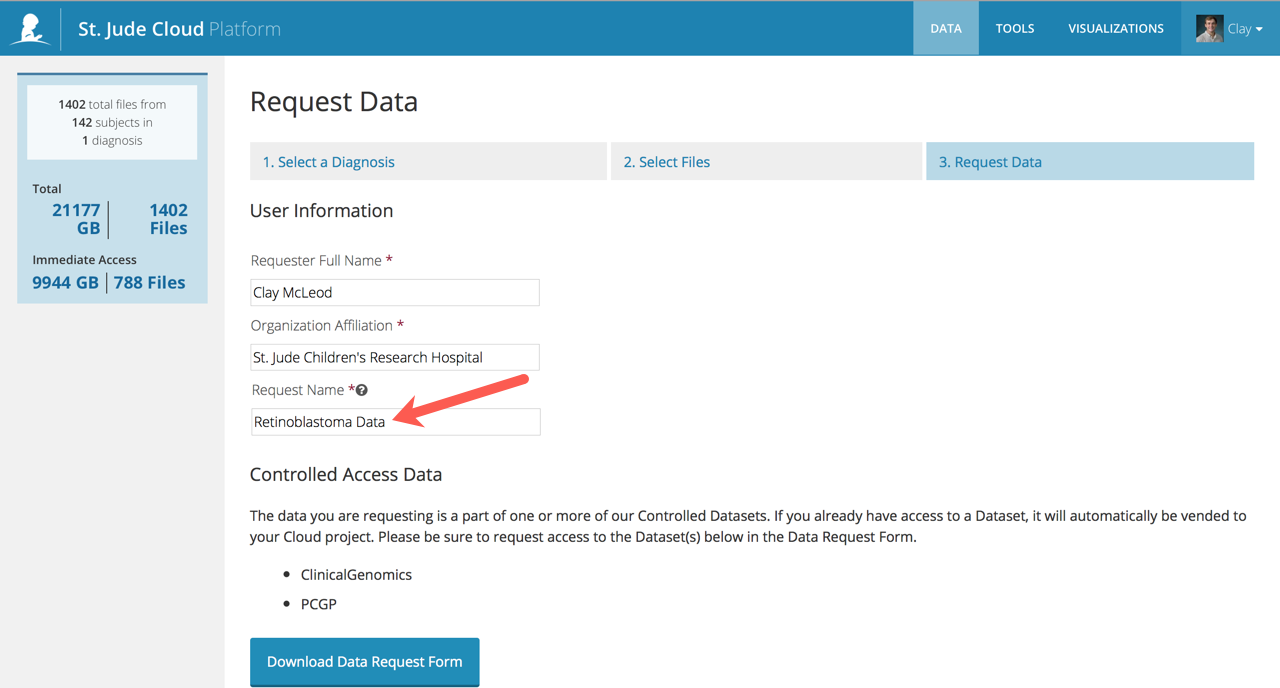 St. Jude Cloud Platform
DATA
TOOLS
VISUALIZATIONS
Clay
1402 total files from
142 subjects in
1 diagnosis
Total
21177 GB
1402 Files
Immediate Access
9944 GB
788 Files
Request Data
1. Select a Diagnosis
2. Select Files
3. Request Data
User Information
Requester Full Name *
Clay McLeod
Organization Affiliation *
St. Jude Children's Research Hospital
Request Name *?
Retinoblastoma Data
Controlled Access Data
The data you are requesting is a part of one or more of our Controlled Datasets. If you already have access to a Dataset, it will automatically be vended to
your Cloud project. Please be sure to request access to the Dataset(s) below in the Data Request Form.
• ClinicalGenomics
• PCGP
Download Data Request Form